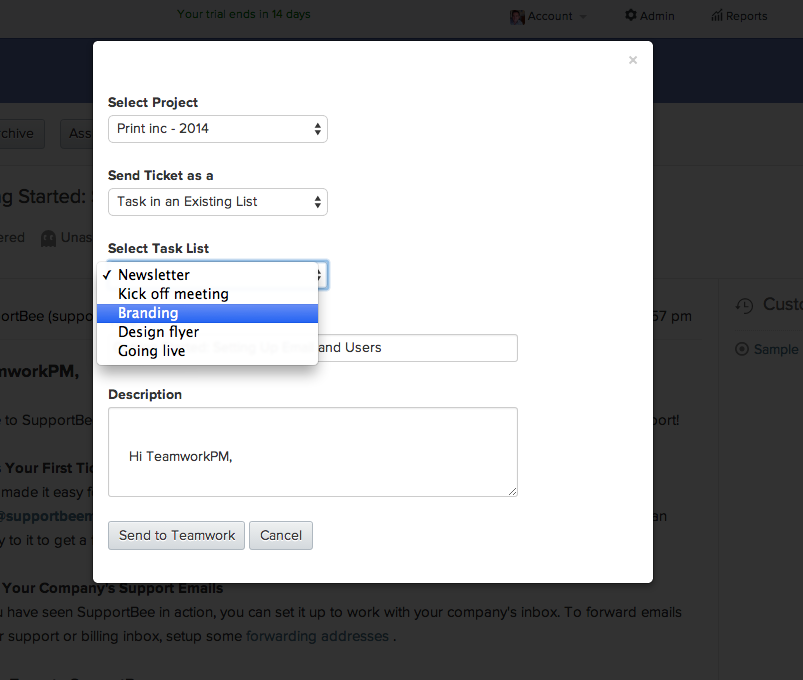 Your trial ends in 14 days
Account
Admin
Reports
×
Select Project
Print inc - 2014
chive
Ass
Send Ticket as a
g Started:
Task in an Existing List
ered
Unas
Select Task List
✓ Newsletter
Kick off meeting
Branding
Design flyer
Going live
ortBee (suppo
57 pm
Custo
Sample
and Users
mworkPM,
Description
e to SupportBe
port!
Hi TeamworkPM,
s Your First Tic
made it easy f
@supportbeem
an
y to it to get a
Send to Teamwork
Cancel
Your Company's Support Emails
u have seen SupportBee in action, you can set it up to work with your company's inbox. To forward emails
r support or billing inbox, setup some forwarding addresses .